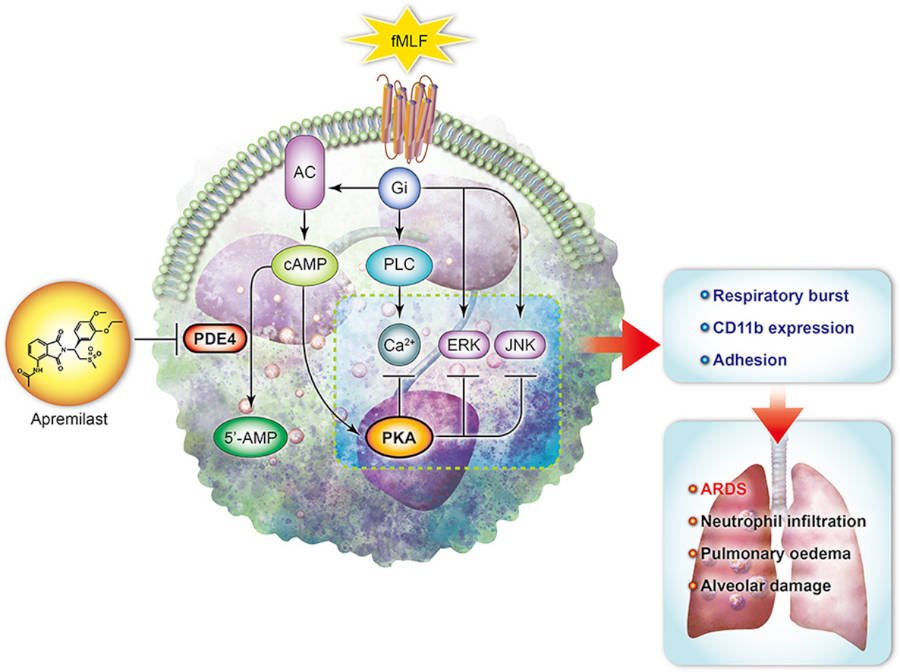 fMLF
AC
Gi
cAMP
PLC
PDE4
Ca²⁺
ERK
JNK
5'-AMP
PKA
O
O
O
O
N
O
S
O
NH
O
Apremilast
Respiratory burst
CD11b expression
Adhesion
ARDS
Neutrophil infiltration
Pulmonary oedema
Alveolar damage